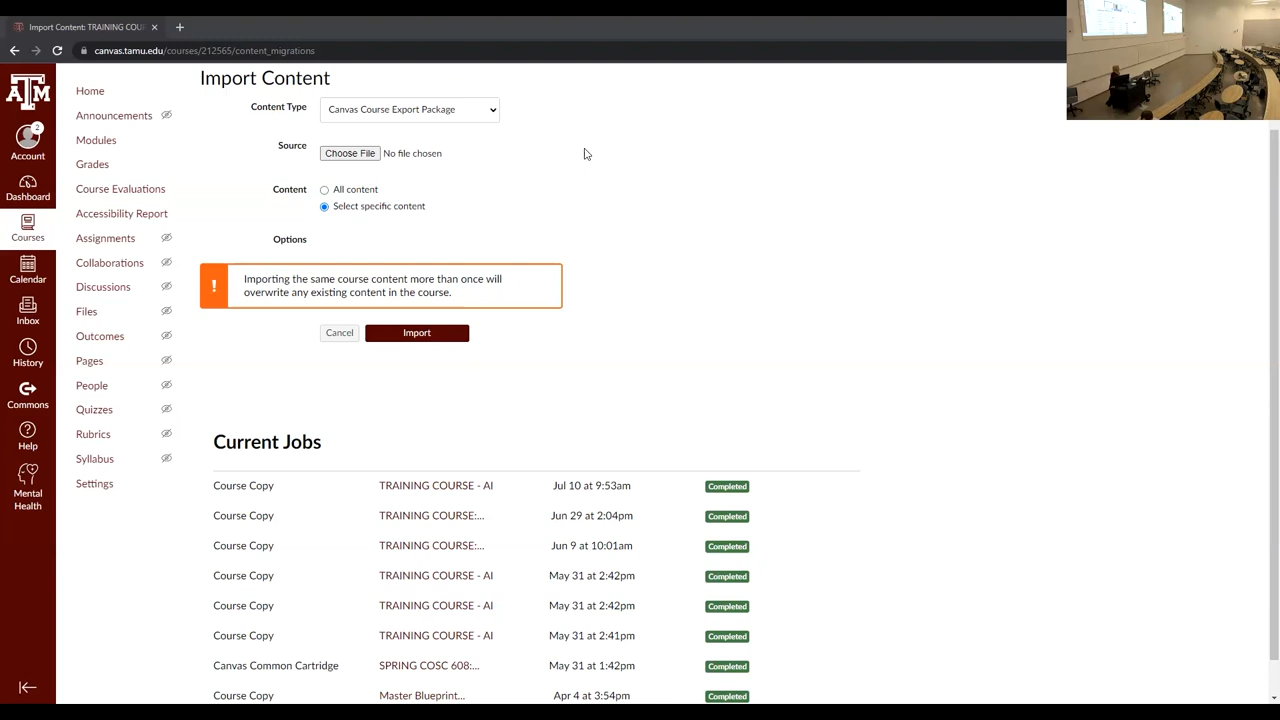 Import Content: TRAINING COUR
canvas.tamu.edu/courses/212565/content_migrations
ATM
2
Account
Dashboard
Courses
Calendar
Inbox
History
Commons
Help
Mental
Health
Home
Announcements
Modules
Grades
Course Evaluations
Accessibility Report
Assignments
Collaborations
Discussions
Files
Outcomes
Pages
People
Quizzes
Rubrics
Syllabus
Settings
Import Content
Content Type Canvas Course Export Package
Source Choose File No file chosen
Content All content
Select specific content
Options
! Importing the same course content more than once will
overwrite any existing content in the course.
Cancel Import
Current Jobs
Course Copy TRAINING COURSE - AI Jul 10 at 9:53am Completed
Course Copy TRAINING COURSE:... Jun 29 at 2:04pm Completed
Course Copy TRAINING COURSE:... Jun 9 at 10:01am Completed
Course Copy TRAINING COURSE - AI May 31 at 2:42pm Completed
Course Copy TRAINING COURSE - AI May 31 at 2:42pm Completed
Course Copy TRAINING COURSE - AI May 31 at 2:41pm Completed
Canvas Common Cartridge SPRING COSC 608:... May 31 at 1:42pm Completed
Course Copy Master Blueprint... Apr 4 at 3:54pm Completed